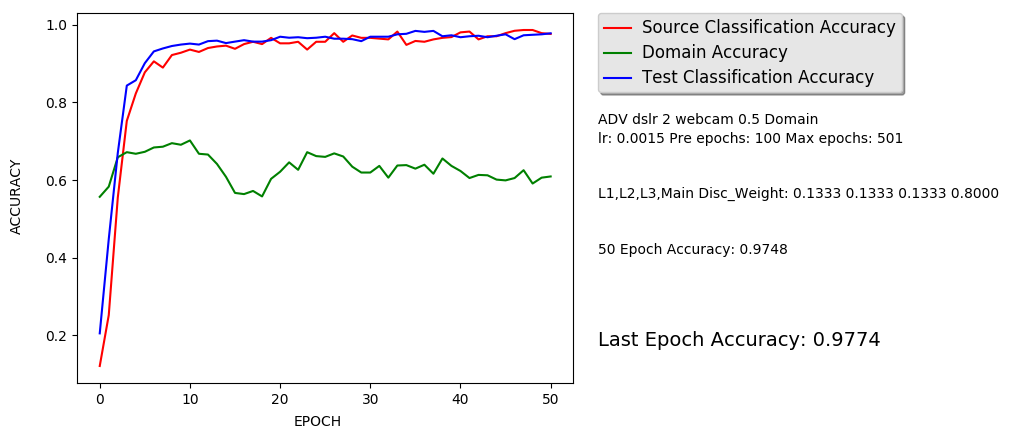 1.0
0.8
0.6
0.4
0.2
ACCURACY
0 10 20 30 40 50
EPOCH
Source Classification Accuracy
Domain Accuracy
Test Classification Accuracy
ADV dslr 2 webcam 0.5 Domain
lr: 0.0015 Pre epochs: 100 Max epochs: 501
L1,L2,L3,Main Disc_Weight: 0.1333 0.1333 0.1333 0.8000
50 Epoch Accuracy: 0.9748
Last Epoch Accuracy: 0.9774